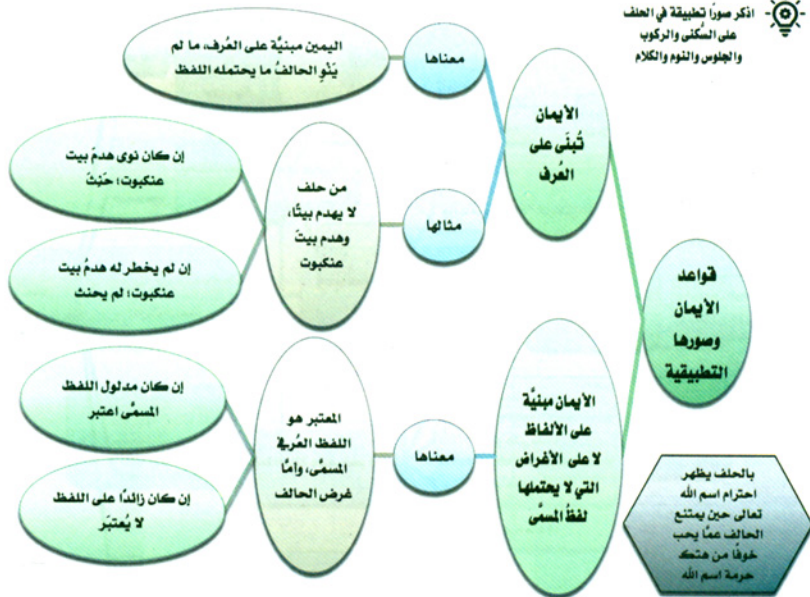 اذكر صورًا تطبيقة في الحلف
على السُّكنى والركوب
والجلوس والنوم والكلام
قواعد
الأيمان
وصورها
التطبيقية
الأيمان
تُبنَى على
العُرف
معناها
اليمين مبنيَّة على العُرف، ما لم
يَنْوِ الحالفُ ما يحتمله اللفظ
مثالها
من حلف
لا يهدم بيتًا،
وهدم بيتَ
عنكبوت
إن كان نوى هدمَ بيت
عنكبوت؛ حَنِثَ
إن لم يخطر له هدمُ بيت
عنكبوت؛ لم يحنث
الأيمان مبنيَّة
على الألفاظ
لا على الأغراض
التي لا يحتملها
لفظُ المسمَّى
معناها
المعتبر هو
اللفظ العُرفي
المسمَّى، وأمَّا
غرض الحالف
إن كان مدلول اللفظ
المسمَّى اعتبر
إن كان زائدًا على اللفظ
لا يُعتبَر
بالحلف يظهر
احترام اسم الله
تعالى حين يمتنع
الحالف عمَّا يحب
خوفًا من هتك
حرمة اسم الله